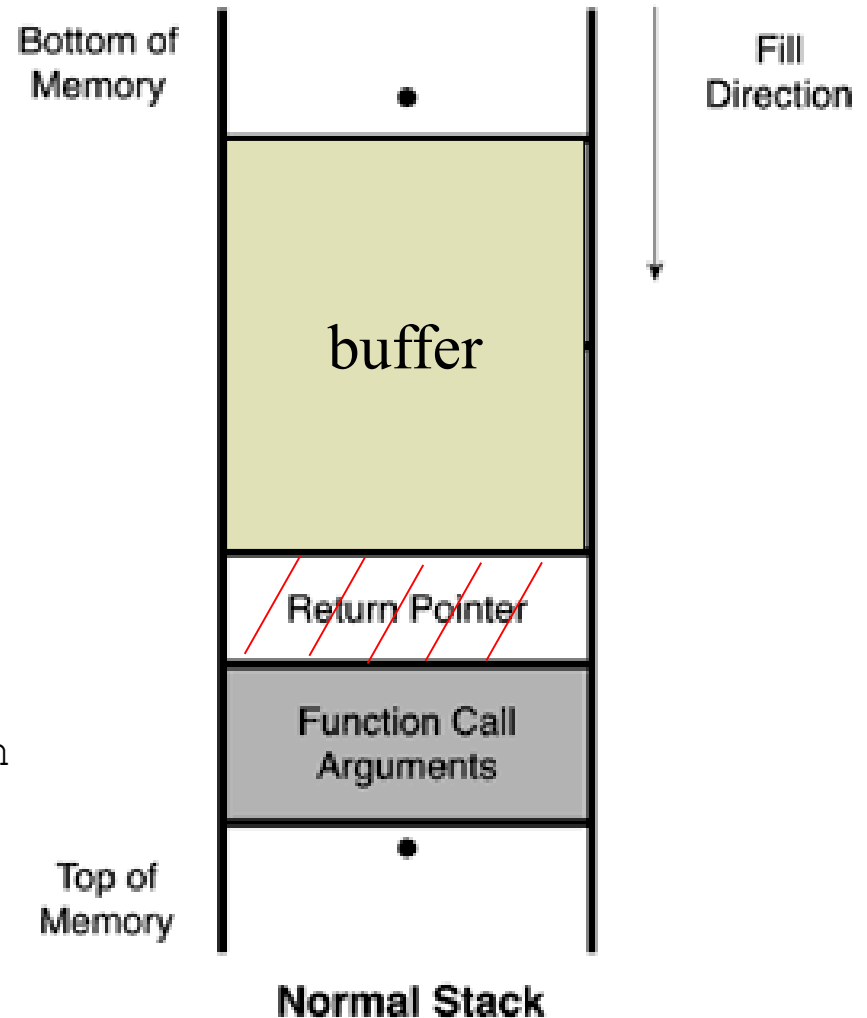 Bottom of
Memory
Fill
Direction
buffer
Return Pointer
Function Call
Arguments
n
Top of
Memory
Normal Stack